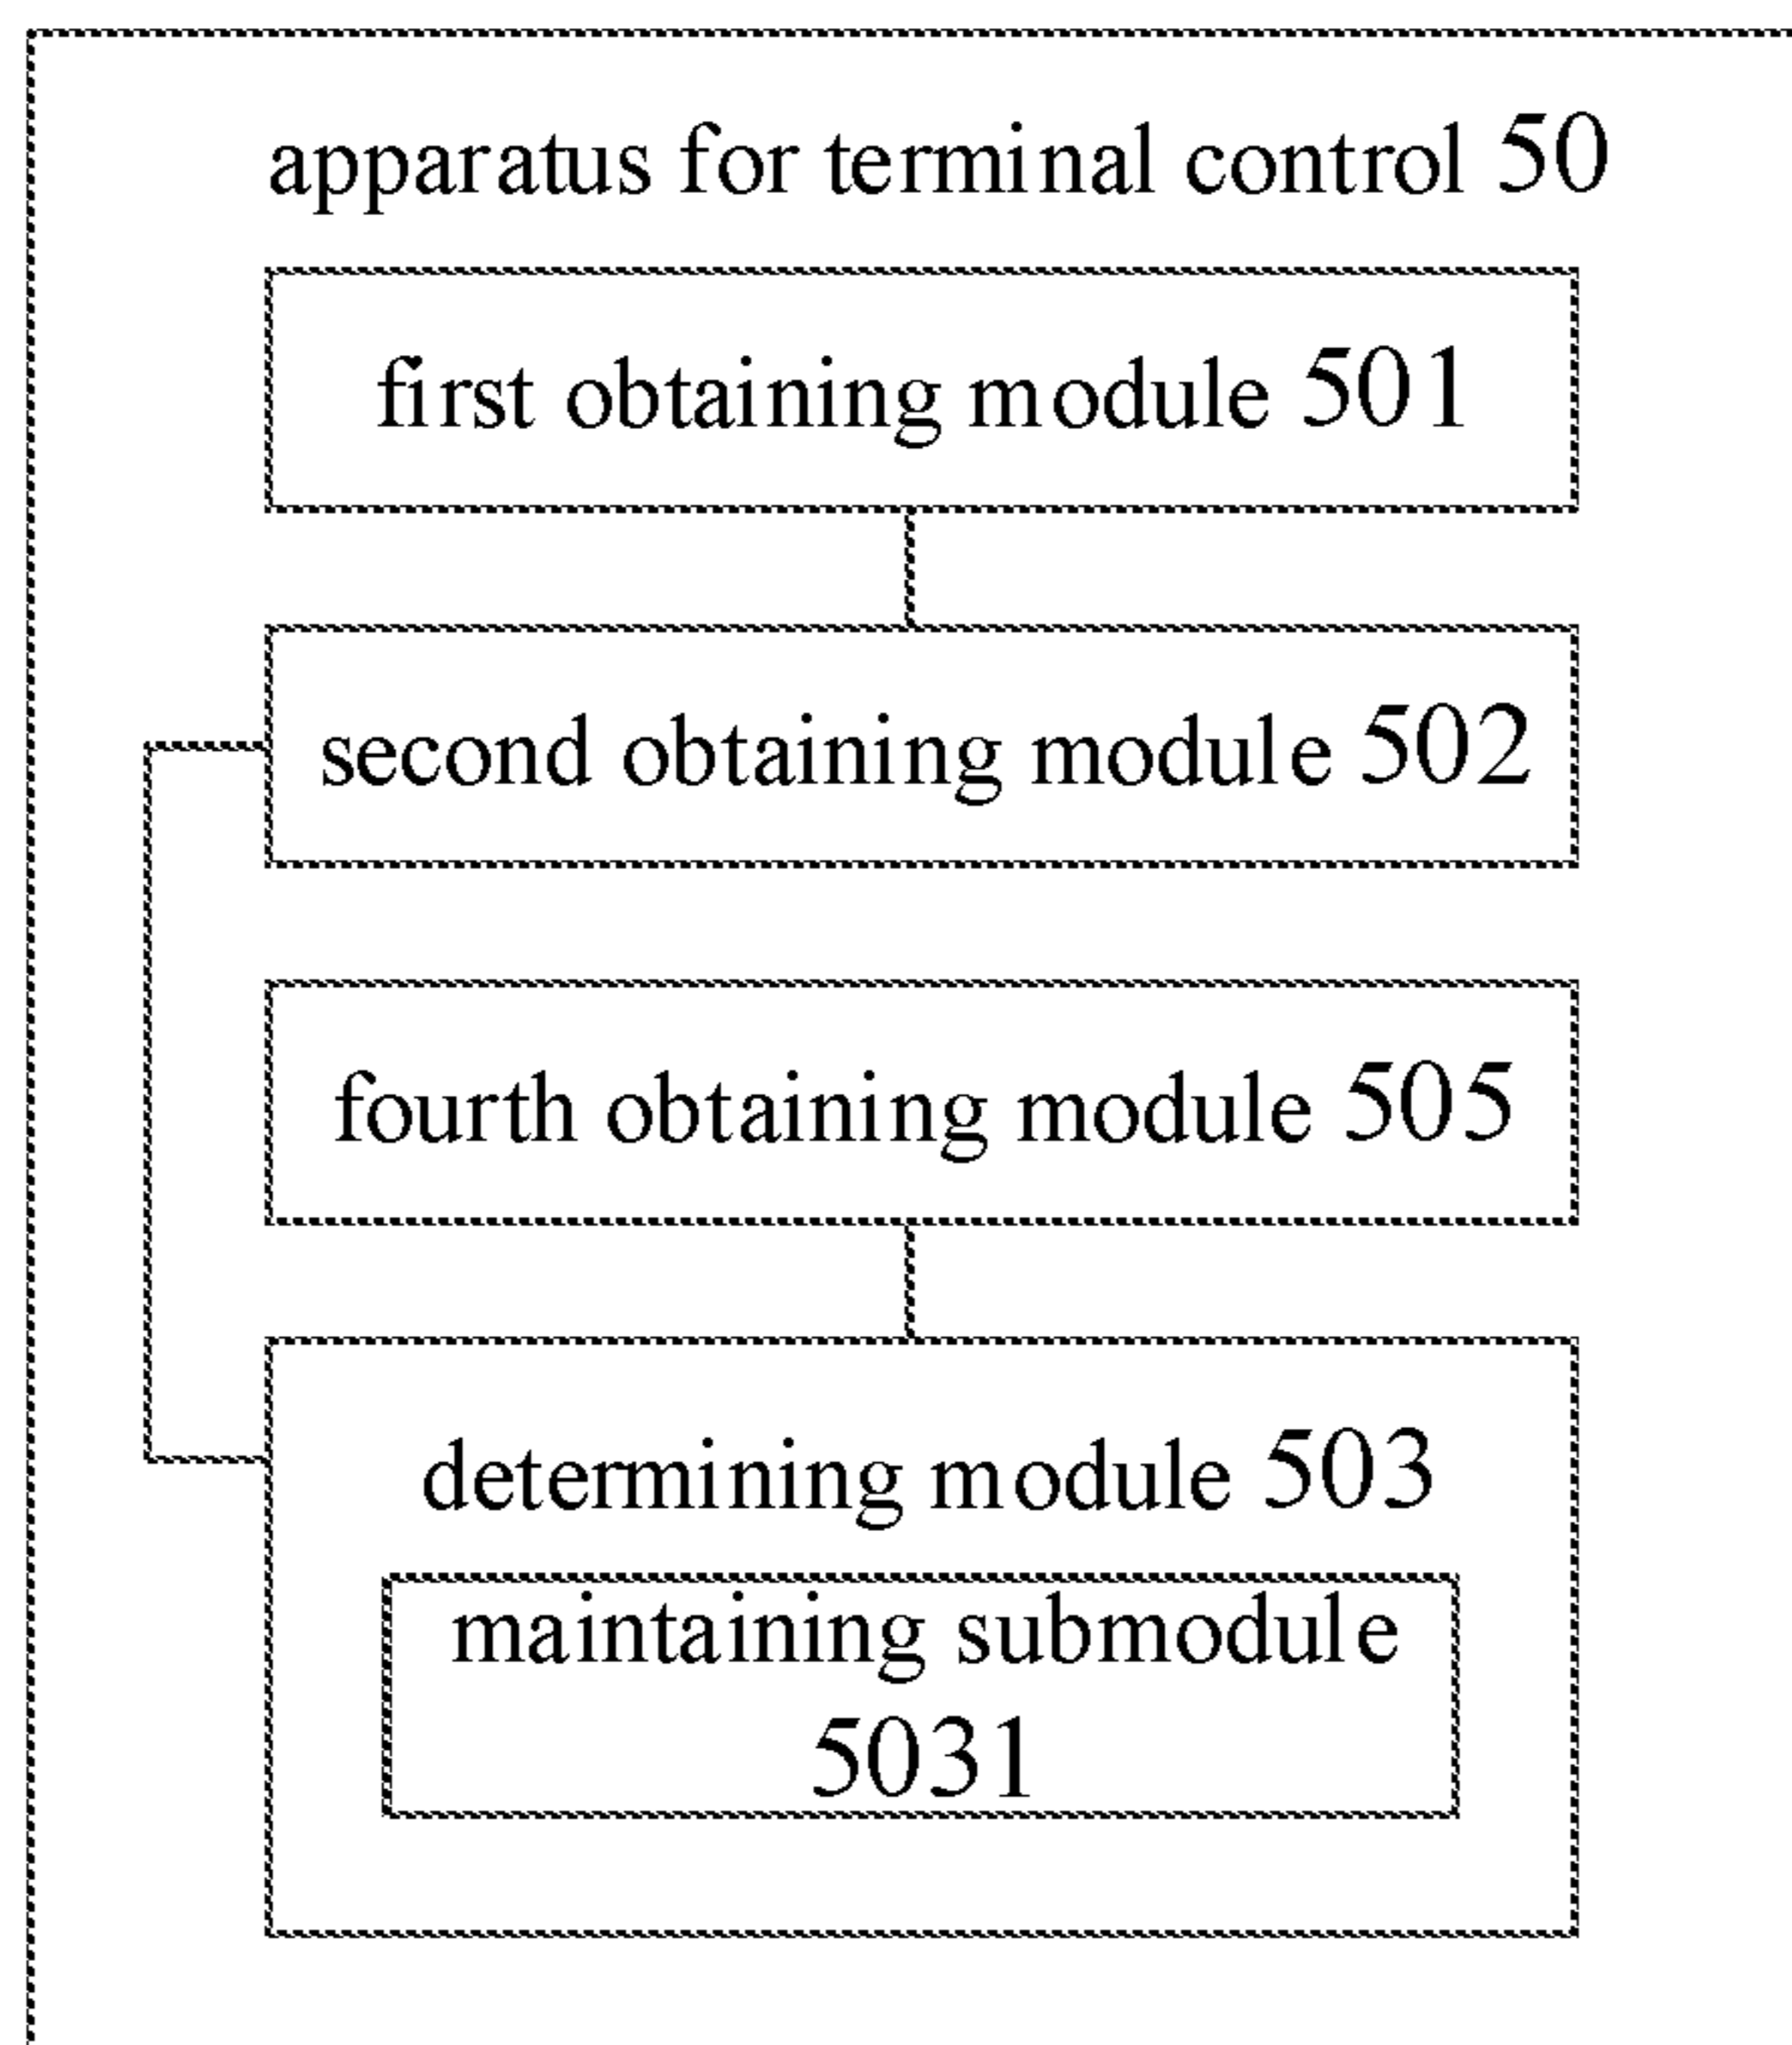 apparatus for terminal control 50
first obtaining module 501
second obtaining module 502
fourth obtaining module 505
determining module 503
maintaining submodule
5031